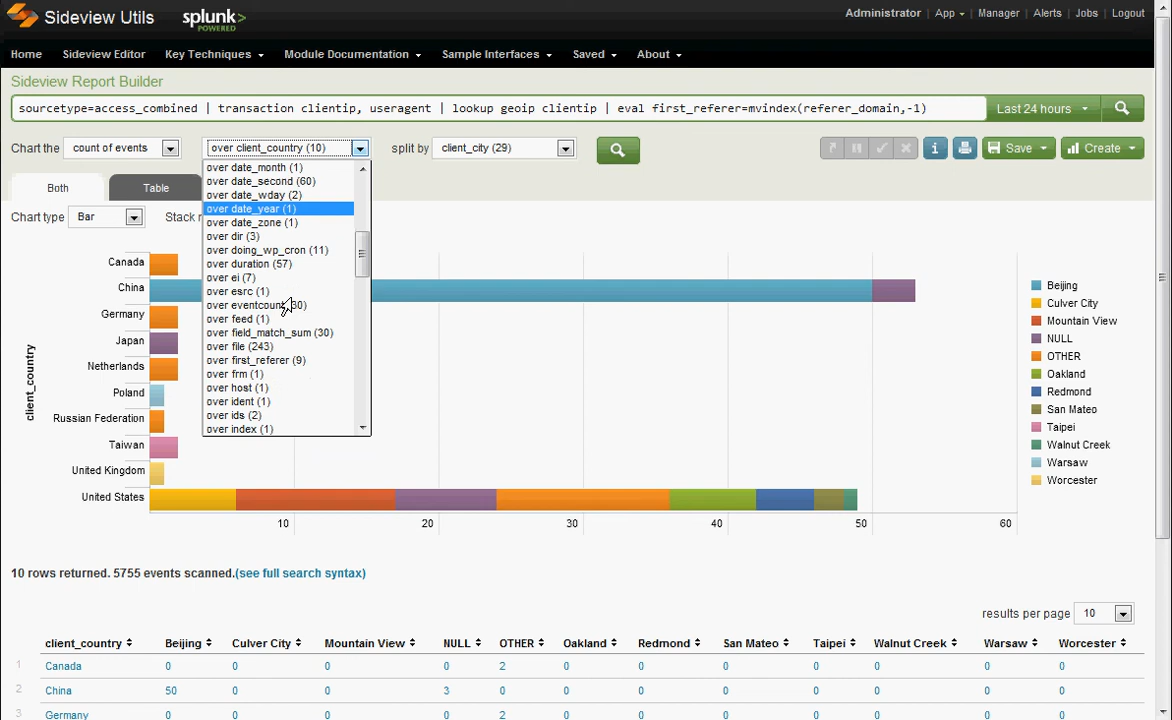 Sideview Utils
splunk>
POWERED
Administrator App Manager Alerts Jobs Logout
Home Sideview Editor Key Techniques Module Documentation Sample Interfaces Saved About
Sideview Report Builder
sourcetype=access_combined | transaction clientip, useragent | lookup geoip clientip | eval first_referer=mvindex(referer_domain,-1) Last 24 hours
Chart the count of events over client_country (10) split by client_city (29) Save Create
over date_month (1)
over date_second (60)
over date_wday (2)
over date_year (1)
over date_zone (1)
over dir (3)
over doing_wp_cron (11)
over duration (57)
over ei (7)
over esrc (1)
over eventcount (30)
over feed (1)
over field_match_sum (30)
over file (243)
over first_referer (9)
over frm (1)
over host (1)
over ident (1)
over ids (2)
over index (1)
Both Table
Chart type Bar Stack
client_country
Canada
China
Germany
Japan
Netherlands
Poland
Russian Federation
Taiwan
United Kingdom
United States
10 20 30 40 50 60
Beijing
Culver City
Mountain View
NULL
OTHER
Oakland
Redmond
San Mateo
Taipei
Walnut Creek
Warsaw
Worcester
10 rows returned. 5755 events scanned.(see full search syntax)
results per page 10
client_country Beijing Culver City Mountain View NULL OTHER Oakland Redmond San Mateo Taipei Walnut Creek Warsaw Worcester
1 Canada 0 0 0 0 2 0 0 0 0 0 0 0
2 China 50 0 0 3 0 0 0 0 0 0 0 0
3 Germany 0 0 0 0 2 0 0 0 0 0 0 0